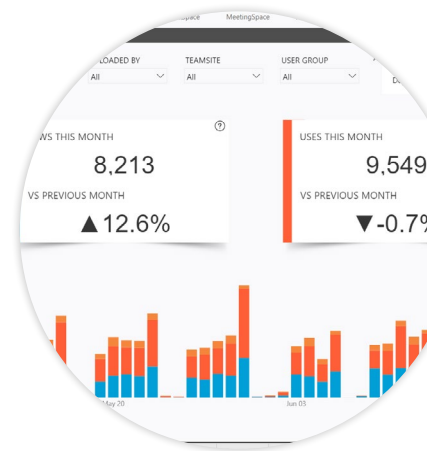 MeetingSpace
LOADED BY TEAMSITE USER GROUP
All All All
WS THIS MONTH USES THIS MONTH
8,213 9,549
VS PREVIOUS MONTH VS PREVIOUS MONTH
▲12.6% ▼-0.7%
May 20 Jun 03